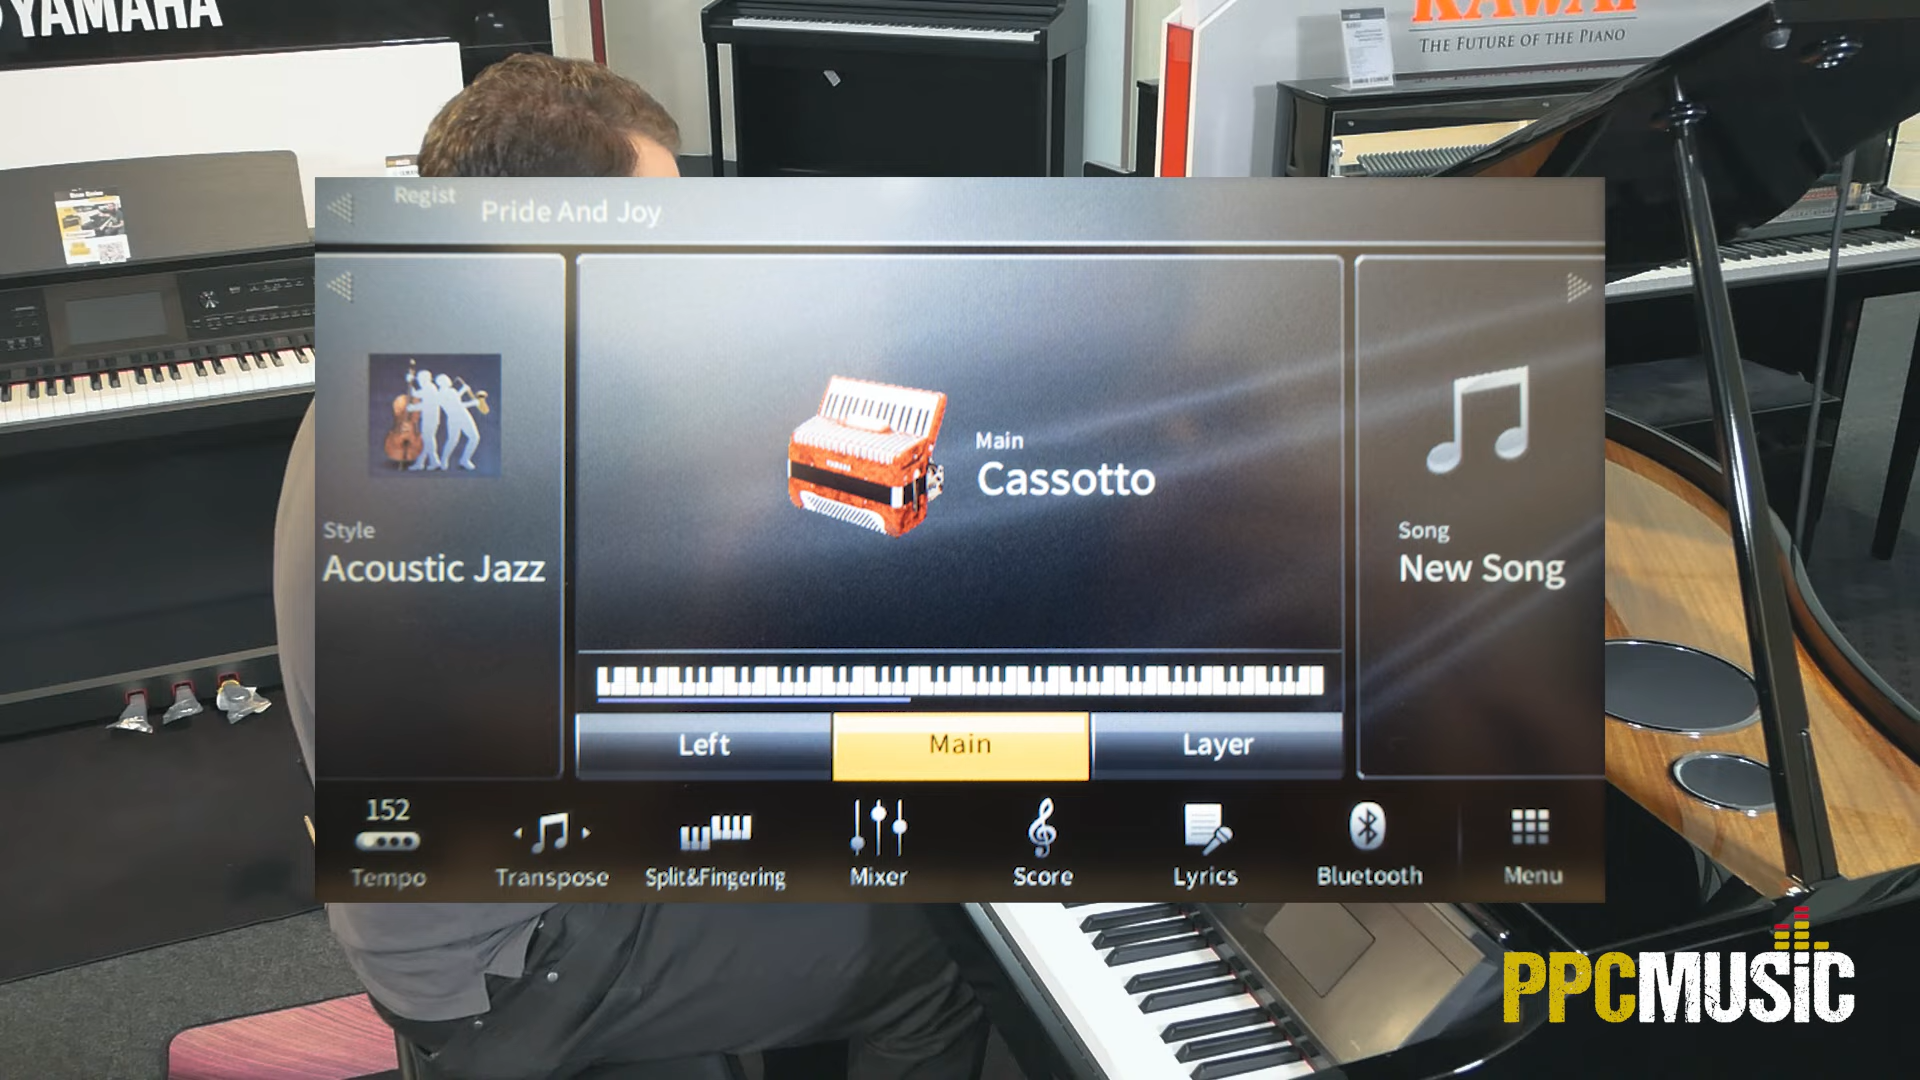 YAMAHA
KAWAI
THE FUTURE OF THE PIANO
Regist
Pride And Joy
Style
Acoustic Jazz
YAMAHA
Main
Cassotto
Song
New Song
Left
Main
Layer
152
Tempo
Transpose
Split&Fingering
Mixer
Score
Lyrics
Bluetooth
Menu
PPCMUSIC